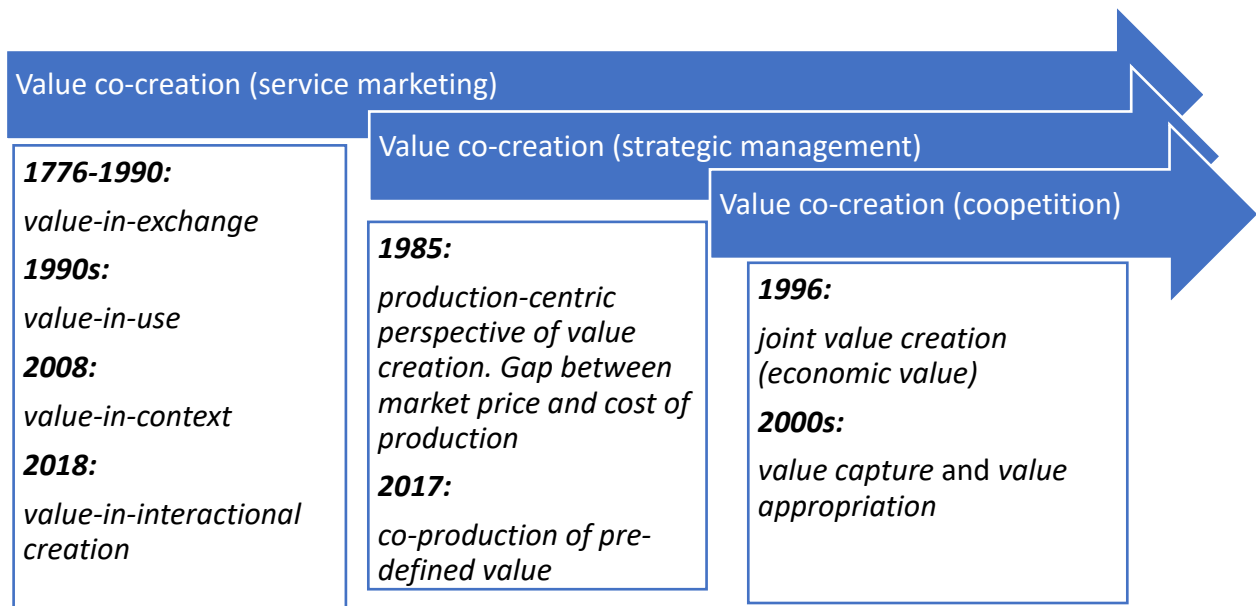 Value co-creation (service marketing)
1776-1990:
value-in-exchange
1990s:
value-in-use
2008:
value-in-context
2018:
value-in-interactional
creation
Value co-creation (strategic management)
1985:
production-centric
perspective of value
creation. Gap between
market price and cost of
production
2017:
co-production of pre-
defined value
Value co-creation (coopetition)
1996:
joint value creation
(economic value)
2000s:
value capture and value
appropriation